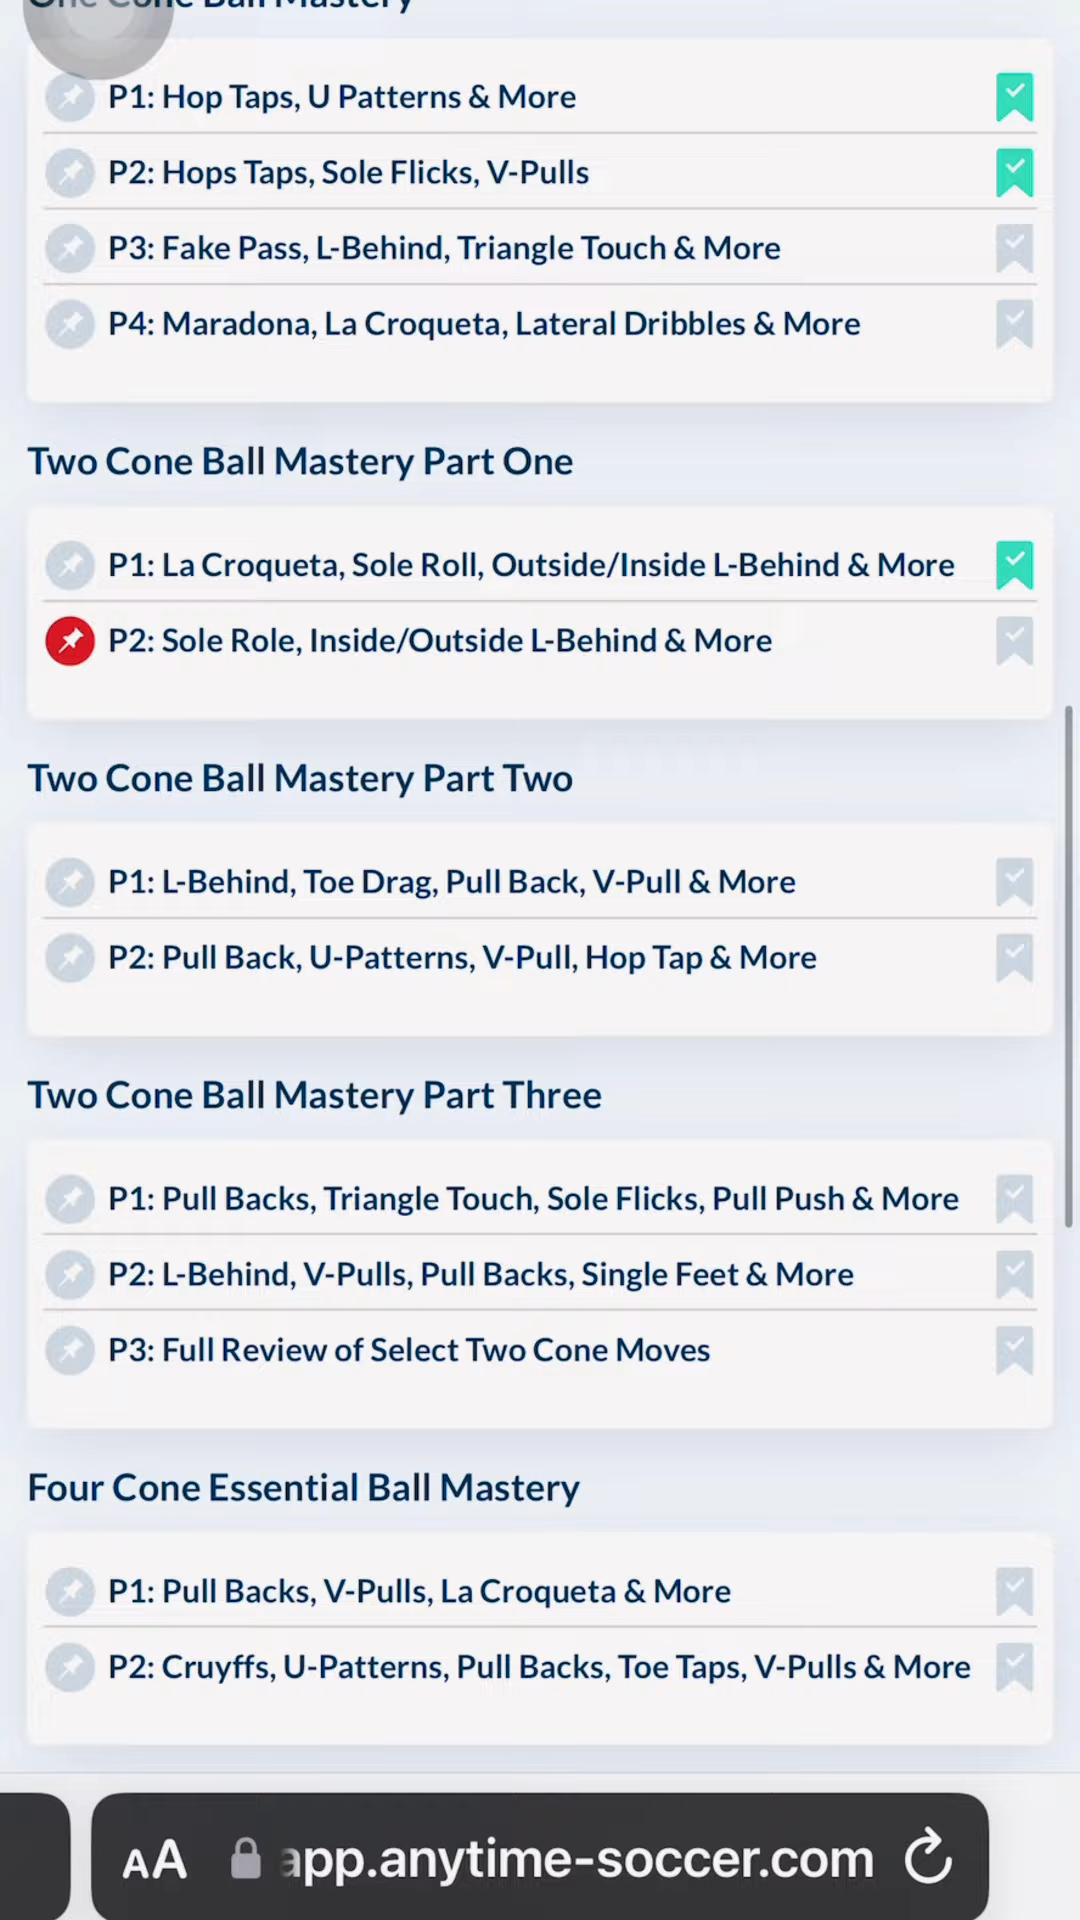 One Cone Ball Mastery
P1: Hop Taps, U Patterns & More
P2: Hops Taps, Sole Flicks, V-Pulls
P3: Fake Pass, L-Behind, Triangle Touch & More
P4: Maradona, La Croqueta, Lateral Dribbles & More
Two Cone Ball Mastery Part One
P1: La Croqueta, Sole Roll, Outside/Inside L-Behind & More
P2: Sole Role, Inside/Outside L-Behind & More
Two Cone Ball Mastery Part Two
P1: L-Behind, Toe Drag, Pull Back, V-Pull & More
P2: Pull Back, U-Patterns, V-Pull, Hop Tap & More
Two Cone Ball Mastery Part Three
P1: Pull Backs, Triangle Touch, Sole Flicks, Pull Push & More
P2: L-Behind, V-Pulls, Pull Backs, Single Feet & More
P3: Full Review of Select Two Cone Moves
Four Cone Essential Ball Mastery
P1: Pull Backs, V-Pulls, La Croqueta & More
P2: Cruyffs, U-Patterns, Pull Backs, Toe Taps, V-Pulls & More
AA app.anytime-soccer.com